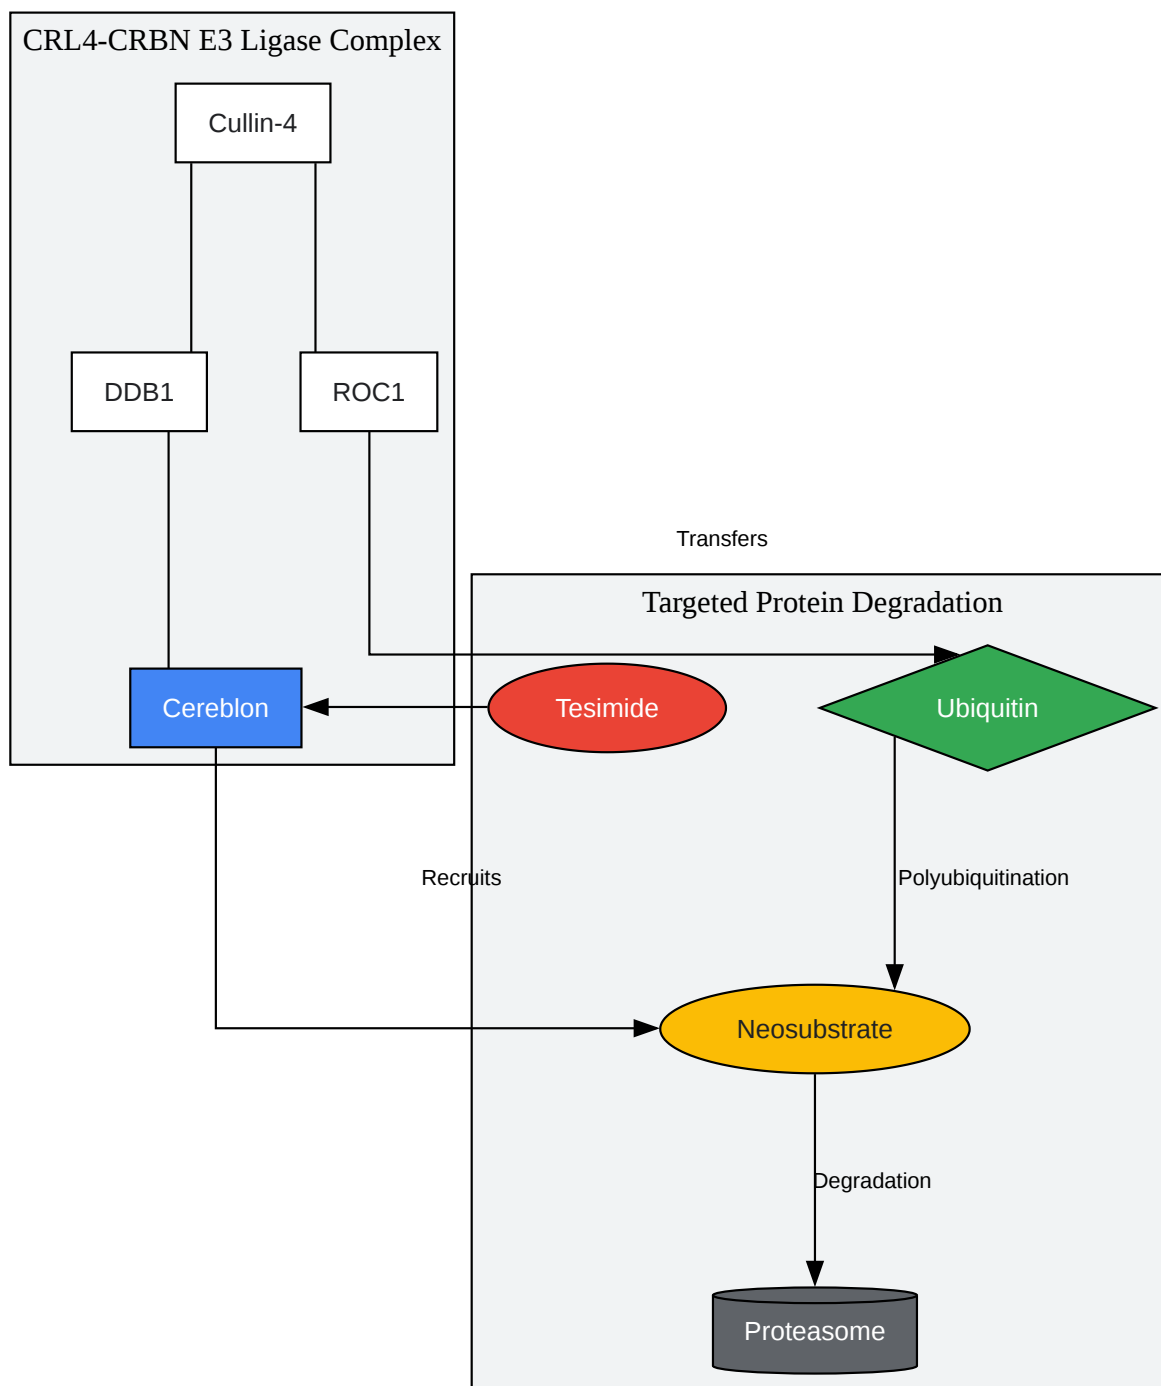 CRL4-CRBN E3 Ligase Complex
Cullin-4
DDB1
ROC1
Transfers
Targeted Protein Degradation
Cereblon
Tesimide
Ubiquitin
Recruits
Polyubiquitination
Neosubstrate
Degradation
Proteasome